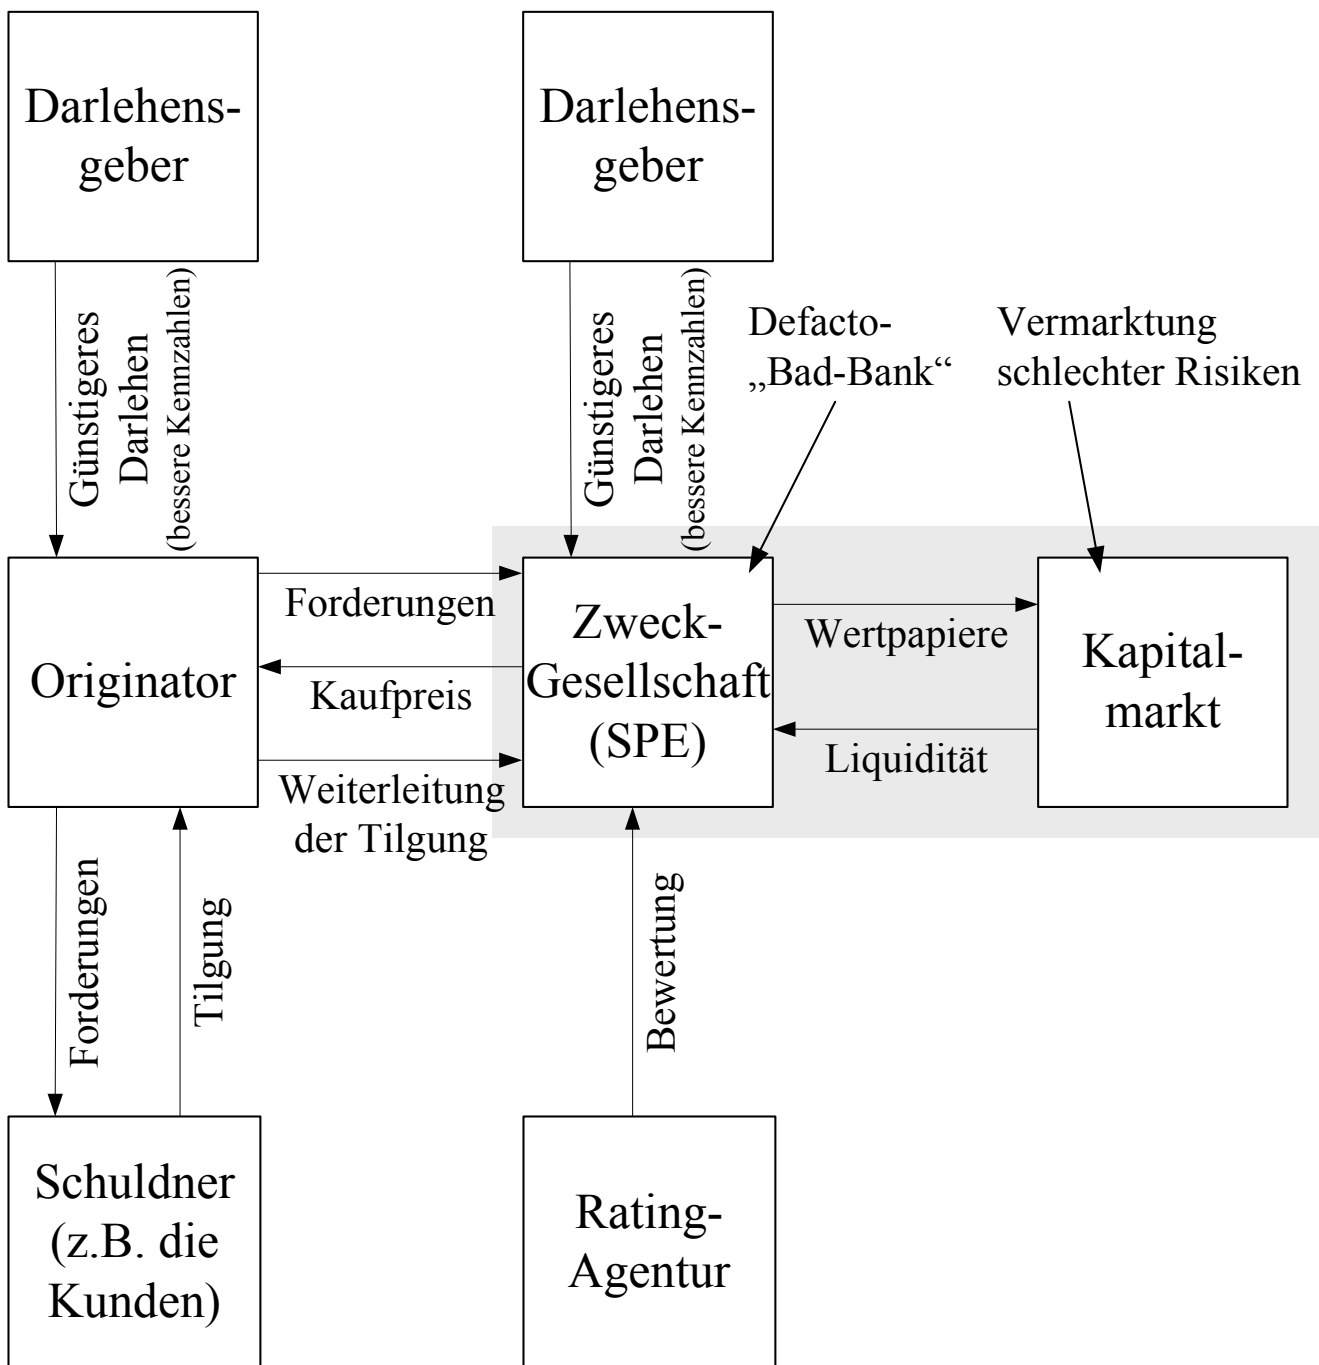 Darlehens-
geber
Darlehens-
geber
Günstigeres
Darlehen
(bessere Kennzahlen)
Günstigeres
Darlehen
(bessere Kennzahlen)
Defacto-
„Bad-Bank“
Vermarktung
schlechter Risiken
Originator
Forderungen
Kaufpreis
Weiterleitung
der Tilgung
Zweck-
Gesellschaft
(SPE)
Wertpapiere
Liquidität
Kapital-
markt
Forderungen
Tilgung
Bewertung
Schuldner
(z.B. die
Kunden)
Rating-
Agentur